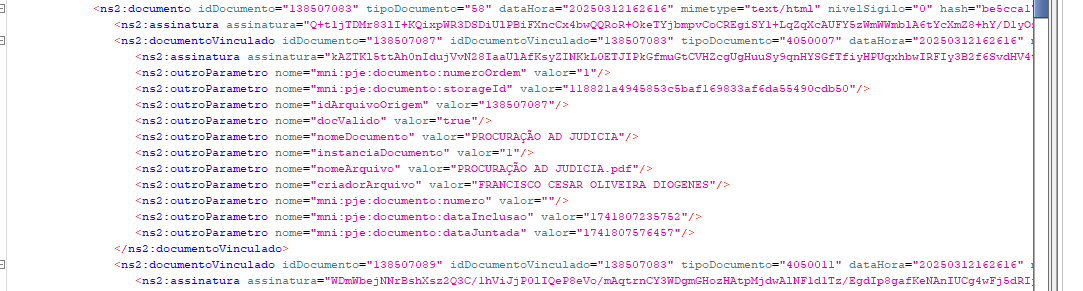 <ns2:documento idDocumento="138507083" tipoDocumento="58" dataHora="20250312162616" mimetype="text/html" nivelSigilo="0" hash="be5cca1
<ns2:assinatura assinatura="Q+t1jTDMr83lI+KQixpWR3DSDiUlPBiFXncCx4bwQQRoR+OkeTYjbmpvCoCREgiSYl+LqZqXcAUFY5zWmWWmblA6tYcXmZ8+hY/DlyOs
<ns2:documentoVinculado idDocumento="138507087" idDocumentoVinculado="138507083" tipoDocumento="4050007" dataHora="20250312162616"
<ns2:assinatura assinatura="kAZTKl5ttAh0nIdujVvN28IaaUlAfKsyZINKkL0ETJIPkGfmuGtCVHZcgUgHuuSy9qnHYSGfTfiyHPUqxhbwIRFIy3B2f6SvdHV4
<ns2:outroParametro nome="mni:pje:documento:numeroOrdem" valor="1"/>
<ns2:outroParametro nome="mni:pje:documento:storageId" valor="118821a4945853c5baf169833af6da55490cdb50"/>
<ns2:outroParametro nome="idArquivoOrigem" valor="138507087"/>
<ns2:outroParametro nome="docValido" valor="true"/>
<ns2:outroParametro nome="nomeDocumento" valor="PROCURAÇÃO AD JUDICIA"/>
<ns2:outroParametro nome="instanciaDocumento" valor="1"/>
<ns2:outroParametro nome="nomeArquivo" valor="PROCURAÇÃO AD JUDICIA.pdf"/>
<ns2:outroParametro nome="criadorArquivo" valor="FRANCISCO CESAR OLIVEIRA DIOGENES"/>
<ns2:outroParametro nome="mni:pje:documento:numero" valor=""/>
<ns2:outroParametro nome="mni:pje:documento:dataInclusao" valor="1741807235752"/>
<ns2:outroParametro nome="mni:pje:documento:dataJuntada" valor="1741807576457"/>
</ns2:documentoVinculado>
<ns2:documentoVinculado idDocumento="138507089" idDocumentoVinculado="138507083" tipoDocumento="4050011" dataHora="20250312162616"
<ns2:assinatura assinatura="WDmWbejNNrBshXsz2Q3C/lhViJjP0lIQeP8eVo/mAqtrnCY3WDgmGHozHAtpMjdwAlNFldlTz/EgdIp8gafKeNAnIUCg4wFj5dRI